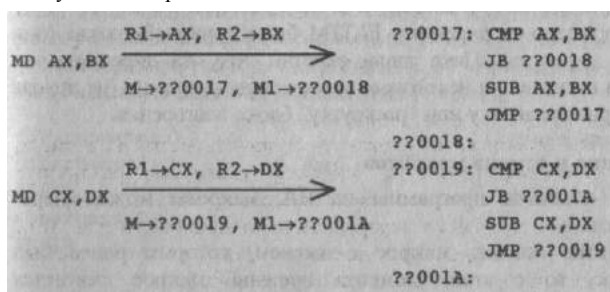 R1→AX, R2→BX ??0017: CMP AX,BX
MD AX,BX JB ??0018
M→??0017, M1→??0018 SUB AX,BX
JMP ??0017
??0018:
R1→CX, R2→DX ??0019: CMP CX,DX
MD CX,DX JB ??001A
M→??0019, M1→??001A SUB CX,DX
JMP ??0019
??001A: